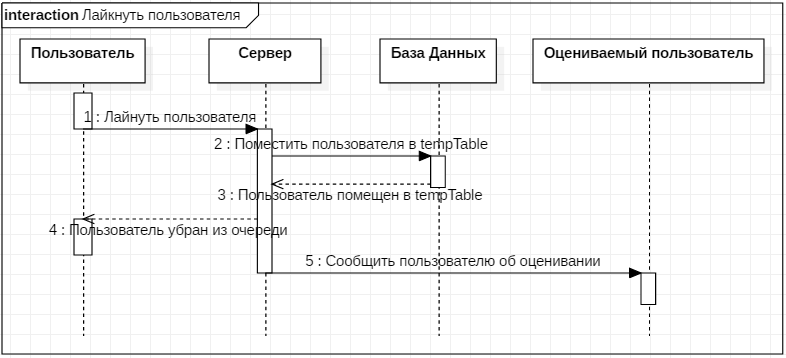 interaction Лайкнуть пользователя
Пользователь
Сервер
База Данных
Оцениваемый пользователь
1 : Лайнуть пользователя
2 : Поместить пользователя в tempTable
3 : Пользователь помещен в tempTable
4 : Пользователь убран из очереди
5 : Сообщить пользователю об оценивании